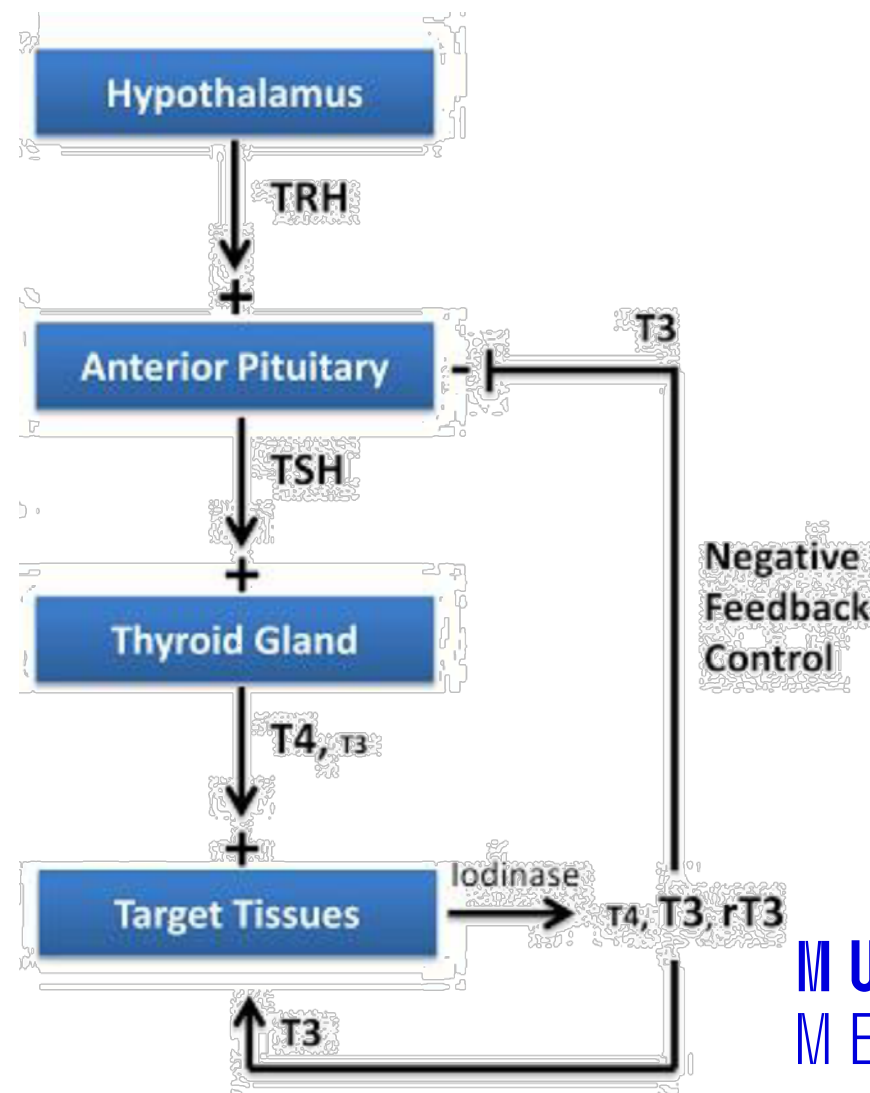 Hypothalamus
TRH
+
T3
Anterior Pituitary -
TSH
+
Negative
Feedback
Control
Thyroid Gland
T4, T3
+
Iodinase
Target Tissues
T4, T3, rT3
T3